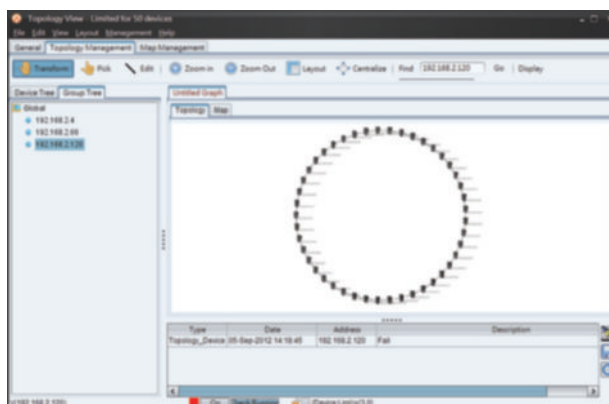 Topology View - Limited for 50 devices
File Edit View Layout Management Help
General Topology Management Map Management
Transform Pick Edit Zoom in Zoom Out Layout Centralize Find 192.168.2.120 Go Display
Device Tree Group Tree
Untitled Graph
Global
Topology Map
192.168.2.4
192.168.2.66
192.168.2.120
Type Date Address Description
Topology_Device 05-Sep-2012 14:18:45 192.168.2.120 Fail